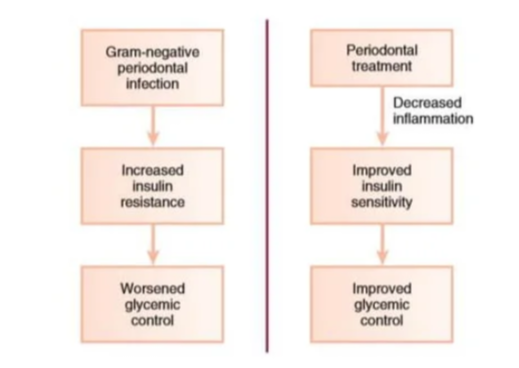 Gram-negative
periodontal
infection
Increased
insulin
resistance
Worsened
glycemic
control
Periodontal
treatment
Decreased
inflammation
Improved
insulin
sensitivity
Improved
glycemic
control